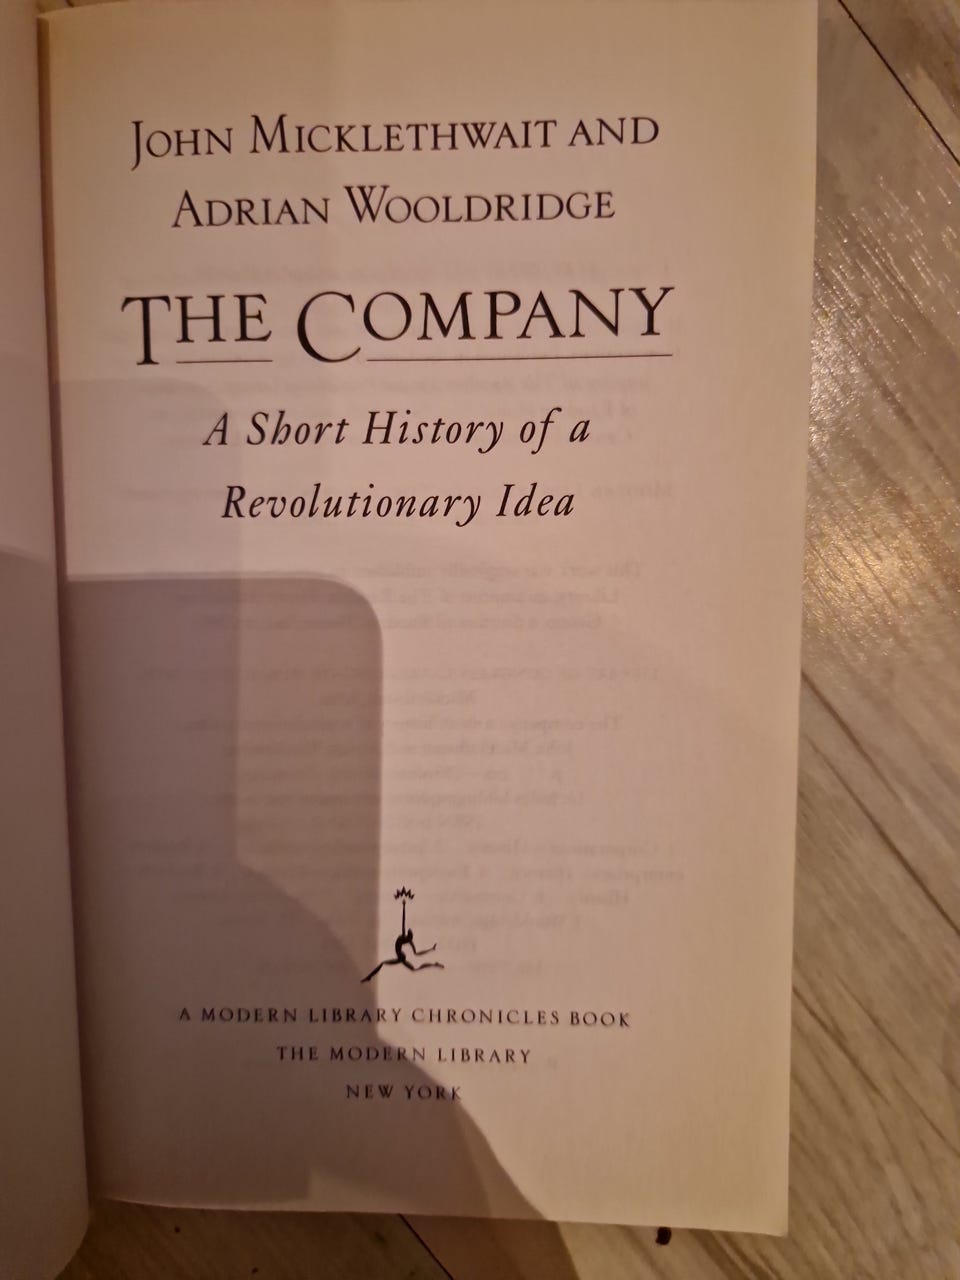 JOHN MICKLETHWAIT AND
ADRIAN WOOLDRIDGE
THE COMPANY
A Short History of a
Revolutionary Idea
A MODERN LIBRARY CHRONICLES BOOK
THE MODERN LIBRARY
NEW YORK